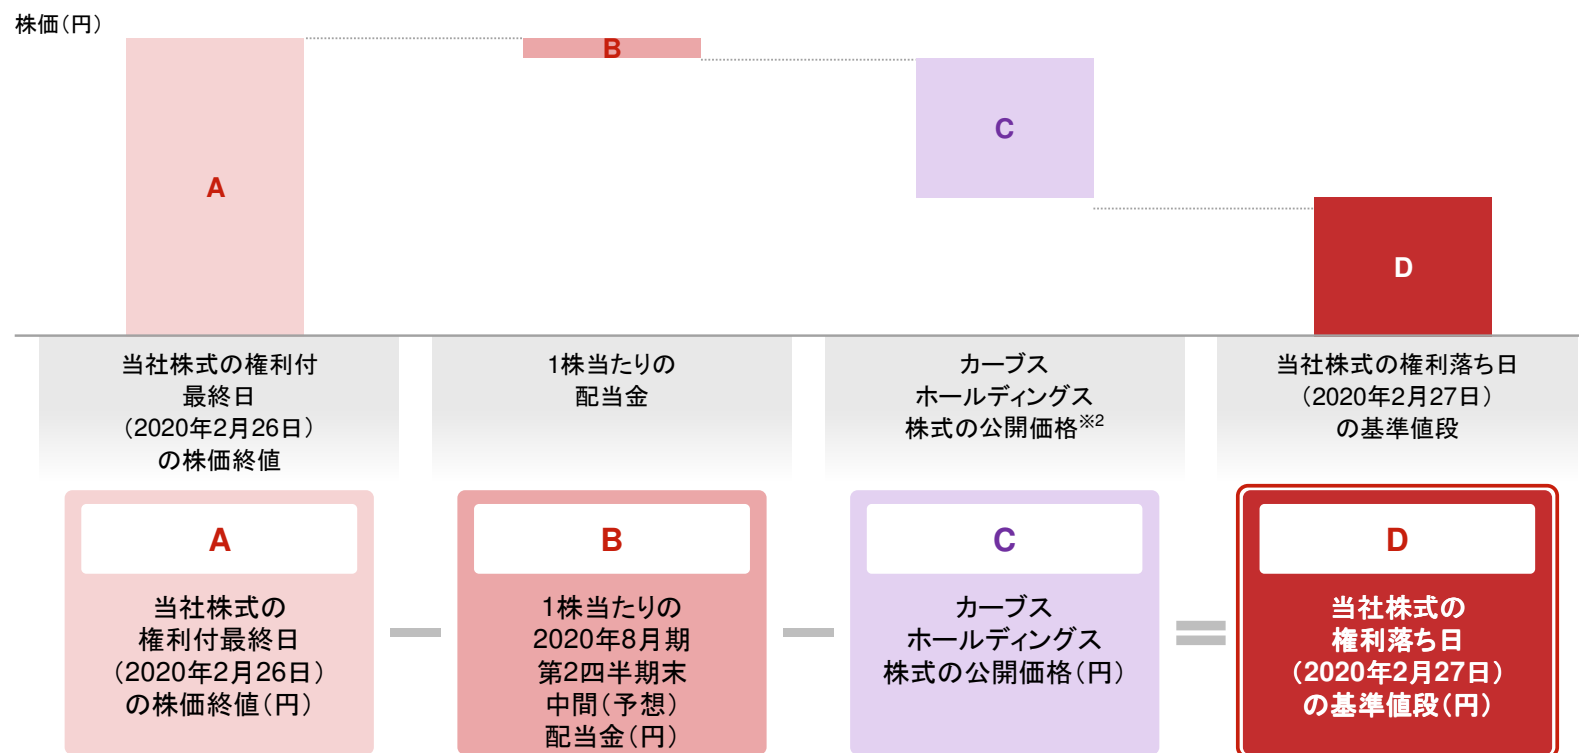 株価（円）
A
B
C
D
当社株式の権利付
最終日
（2020年2月26日）
の株価終値
1株当たりの
配当金
カーブス
ホールディングス
株式の公開価格※2
当社株式の権利落ち日
（2020年2月27日）
の基準値段
A
当社株式の
権利付最終日
（2020年2月26日）
の株価終値（円）
B
1株当たりの
2020年8月期
第2四半期末
中間（予想）
配当金（円）
C
カーブス
ホールディングス
株式の公開価格（円）
D
当社株式の
権利落ち日
（2020年2月27日）
の基準値段（円）